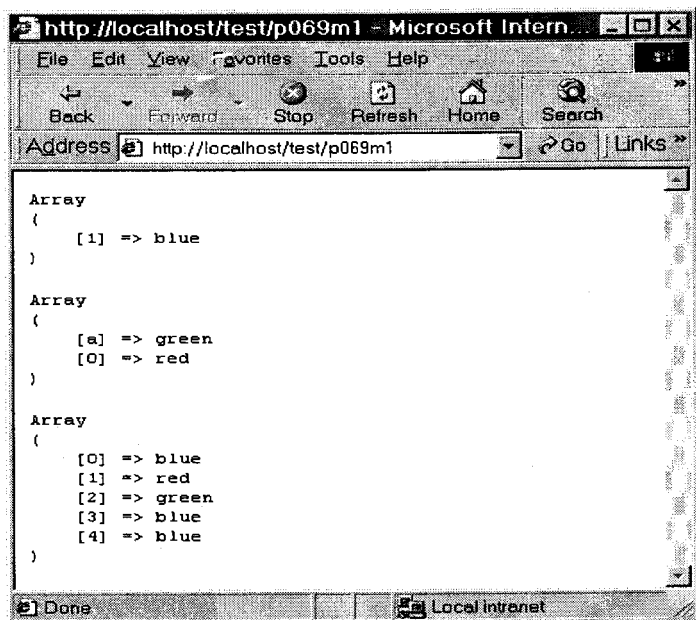 http://localhost/test/p069m1 - Microsoft Intern...
File Edit View Favorites Tools Help
Back Forward Stop Refresh Home Search »
Address http://localhost/test/p069m1 Go Links »
Array
(
[1] => blue
)
Array
(
[a] => green
[0] => red
)
Array
(
[0] => blue
[1] => red
[2] => green
[3] => blue
[4] => blue
)
Done Local intranet